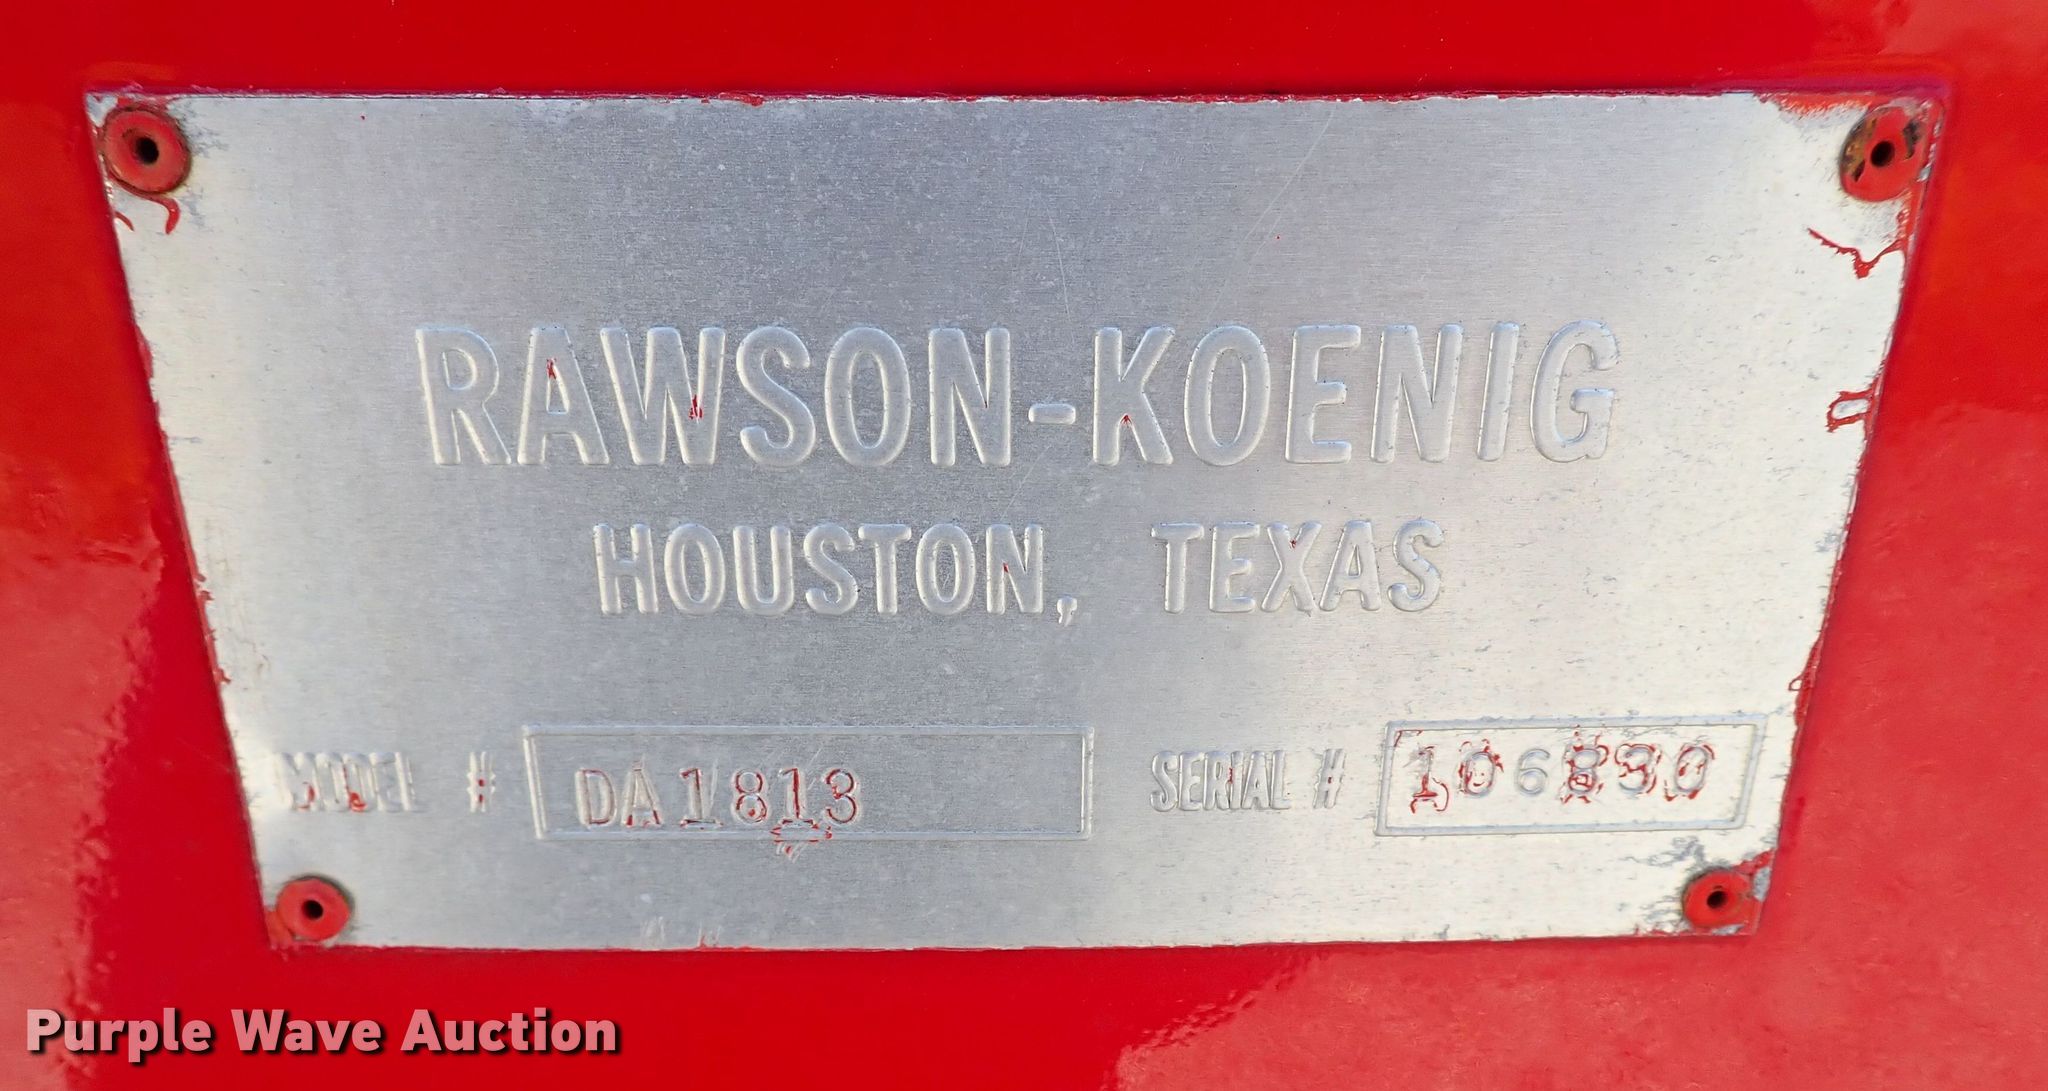 RAWSON-KOENIG
HOUSTON, TEXAS
MODEL # DA1813 SERIAL # 106830
Purple Wave Auction